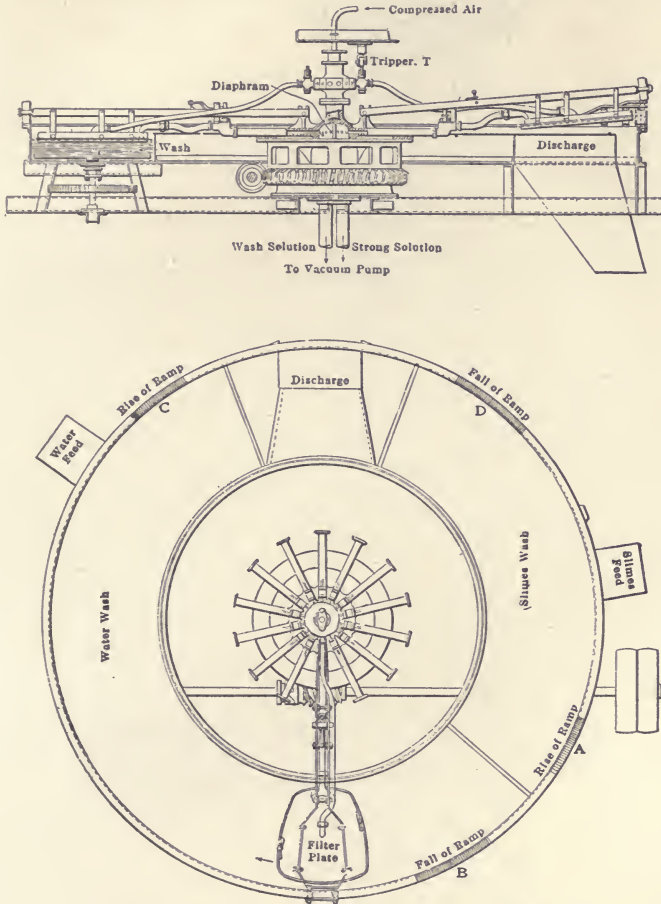 Compressed Air
Tripper. T
Diaphram
Wash
Discharge
Wash Solution
Strong Solution
To Vacuum Pump
Rise of Ramp
C
Discharge
Fall of Ramp
D
Water
Feed
Slimes
Feed
Slimes Wash
Water Wash
Rise of Ramp
A
Filter
Plate
Fall of Ramp
B